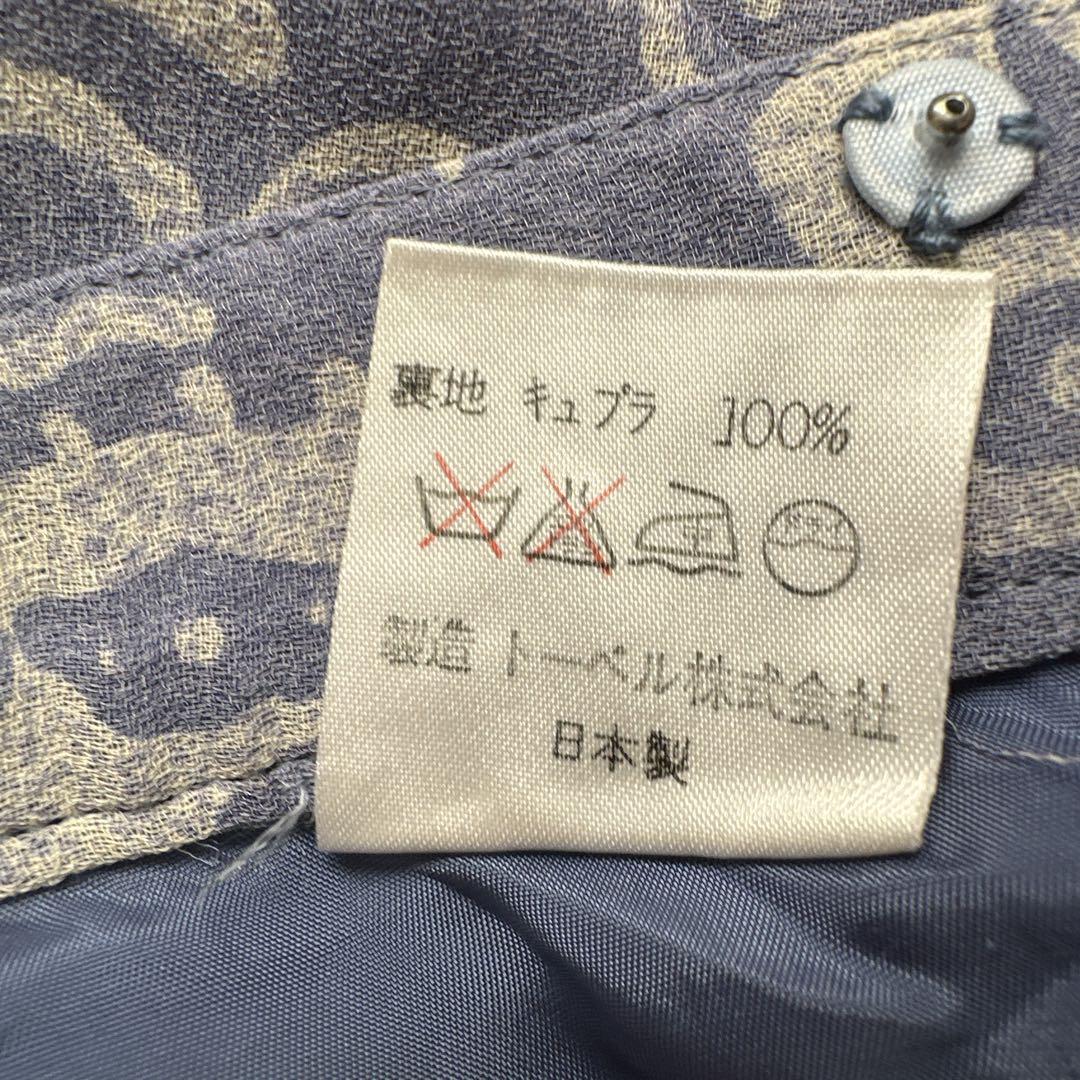 裏地 キュプラ 100%
製造 トーベル株式会社
日本製